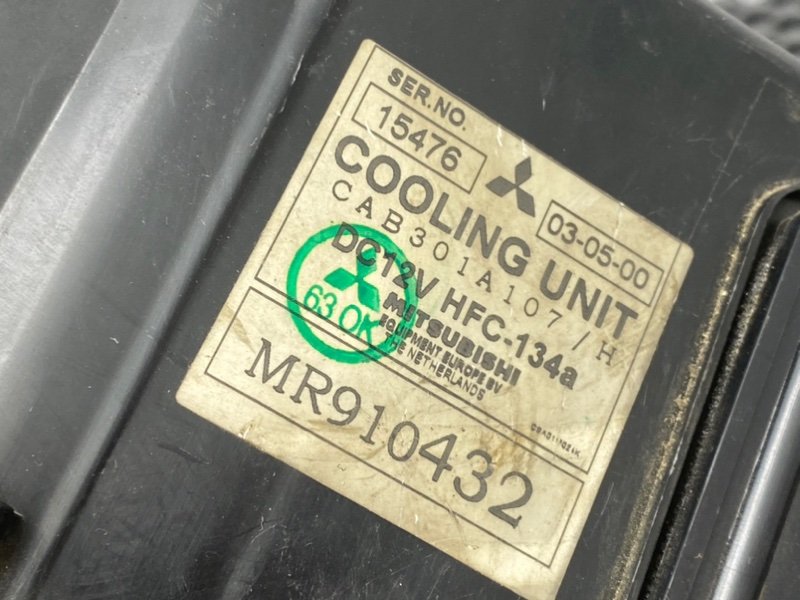 SER.NO.
15476
03-05-00
COOLING UNIT
CAB301A107/H
DC12V HFC-134a
63 OK
MITSUBISHI
EQUIPMENT EUROPE BV
THE NETHERLANDS
MR910432